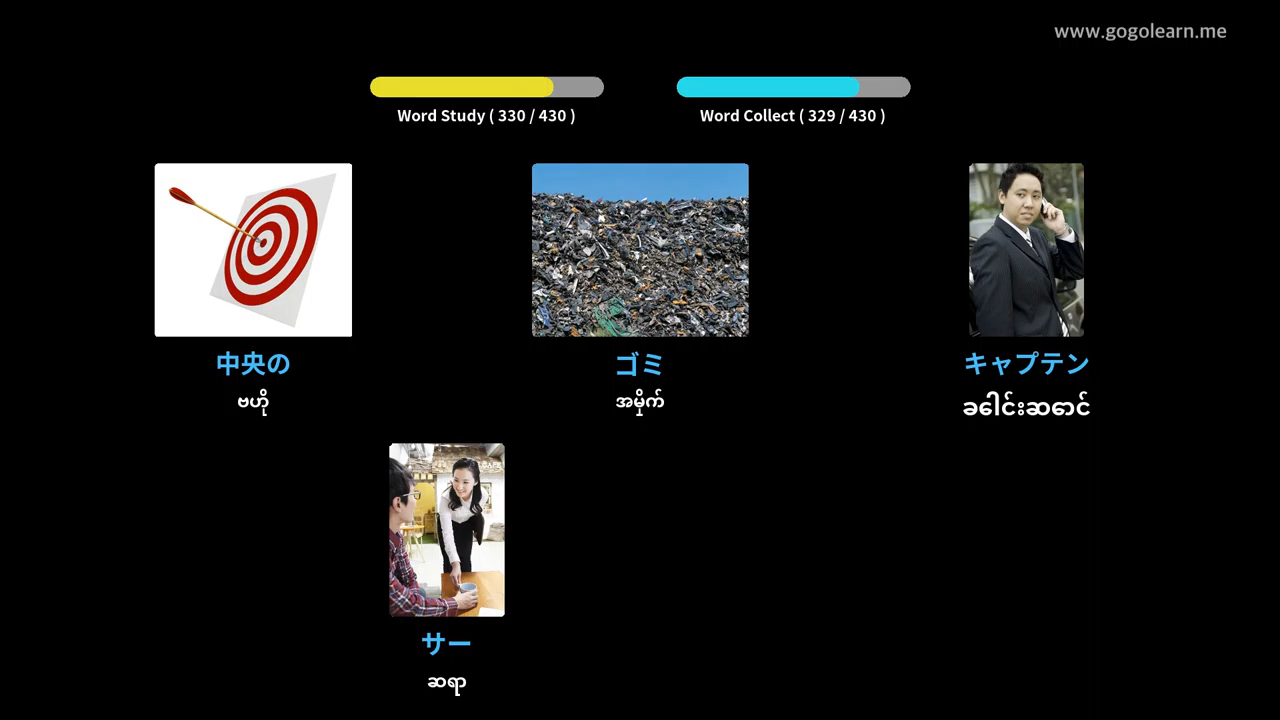 www.gogolearn.me
Word Study ( 330 / 430 )
Word Collect ( 329 / 430 )
中央の
ဗဟို
ゴミ
အမှိုက်
キャプテン
ခေါင်းဆောင်
サー
ဆရာ